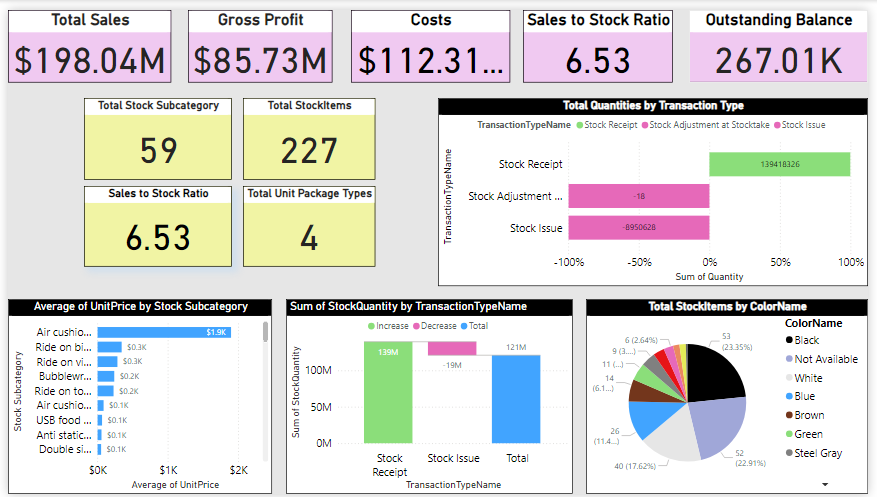 Total Sales
$198.04M
Gross Profit
$85.73M
Costs
$112.31...
Sales to Stock Ratio
6.53
Outstanding Balance
267.01K
Total Stock Subcategory
59
Total StockItems
227
Sales to Stock Ratio
6.53
Total Unit Package Types
4
Total Quantities by Transaction Type
TransactionTypeName Stock Receipt Stock Adjustment at Stocktake Stock Issue
TransactionTypeName
Stock Receipt
139418326
Stock Adjustment ...
-18
Stock Issue
-8950628
-100% -50% 0% 50% 100%
Sum of Quantity
Average of UnitPrice by Stock Subcategory
Stock Subcategory
Air cushio... $1.9K
Ride on bi... $0.3K
Ride on vi... $0.3K
Bubblewr... $0.2K
Ride on to... $0.2K
Air cushio... $0.1K
USB food ... $0.1K
Anti static... $0.1K
Double si... $0.1K
$0K $1K $2K
Average of UnitPrice
Sum of StockQuantity by TransactionTypeName
Increase Decrease Total
Sum of StockQuantity
100M
50M
0M
139M
-19M
121M
Stock Receipt
Stock Issue
Total
TransactionTypeName
Total StockItems by ColorName
53
(23.35%)
52
(22.91%)
40 (17.62%)
26
(11.4...)
14
(6.1...)
11 (...)
9 (3....)
6 (2.64%)
ColorName
Black
Not Available
White
Blue
Brown
Green
Steel Gray